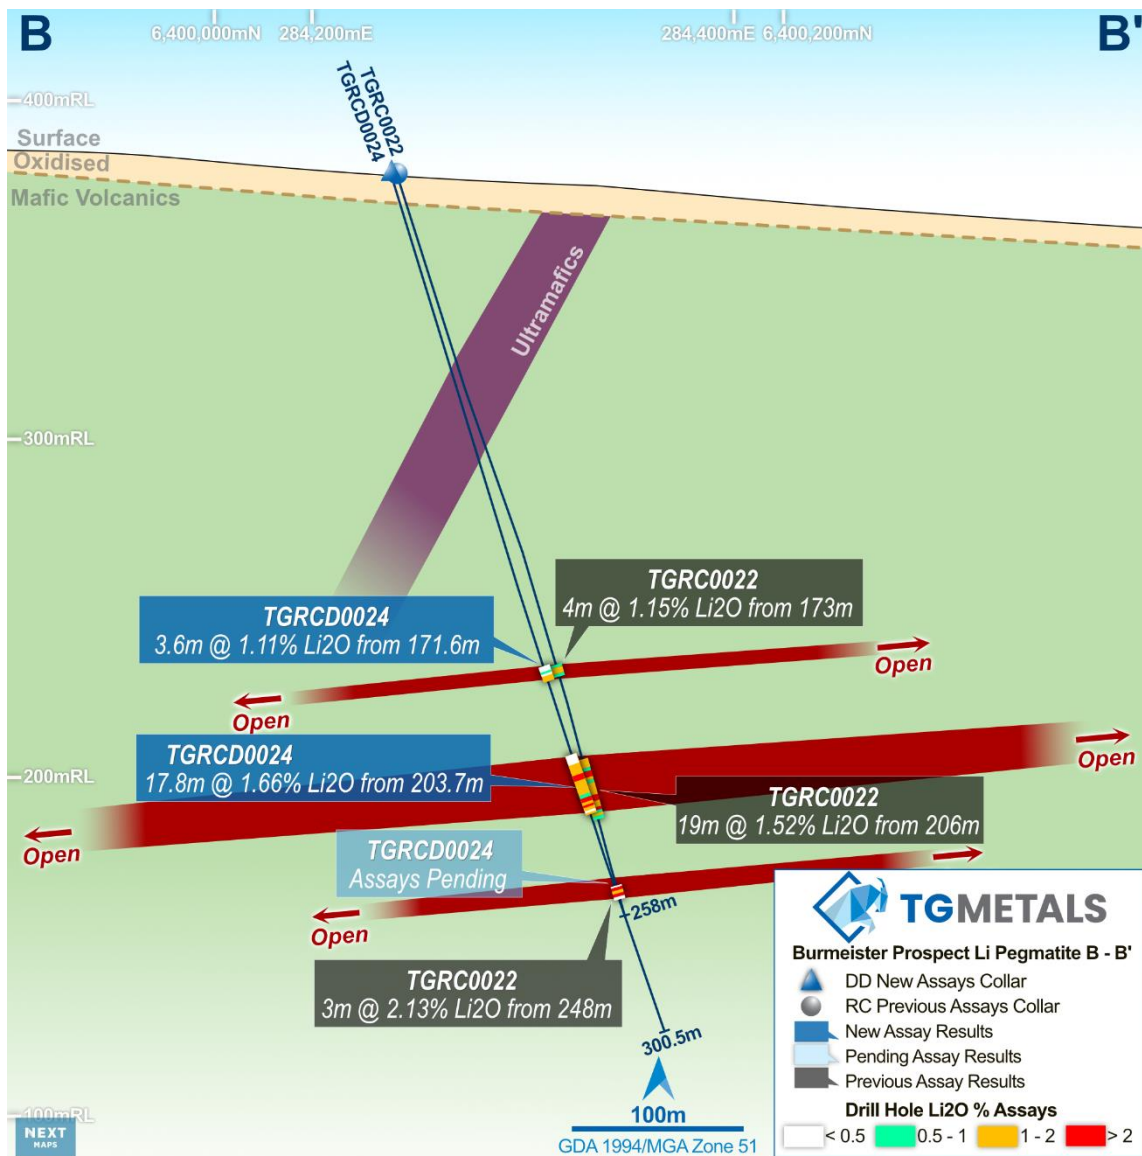 B
B'
6,400,000mN
284,200mE
284,400mE
6,400,200mN
400mRL
Surface
Oxidised
Mafic Volcanics
TGRC0022
TGRCD0024
Ultramafics
300mRL
TGRC0022
4m @ 1.15% Li2O from 173m
TGRCD0024
3.6m @ 1.11% Li2O from 171.6m
Open
Open
TGRCD0024
17.8m @ 1.66% Li2O from 203.7m
Open
200mRL
TGRC0022
19m @ 1.52% Li2O from 206m
Open
TGRCD0024
Assays Pending
Open
258m
TGRC0022
3m @ 2.13% Li2O from 248m
300.5m
100mRL
100m
GDA 1994/MGA Zone 51
NEXT
MAPS
TGMETALS
Burmeister Prospect Li Pegmatite B - B'
DD New Assays Collar
RC Previous Assays Collar
New Assay Results
Pending Assay Results
Previous Assay Results
Drill Hole Li2O % Assays
< 0.5
0.5 - 1
1 - 2
> 2